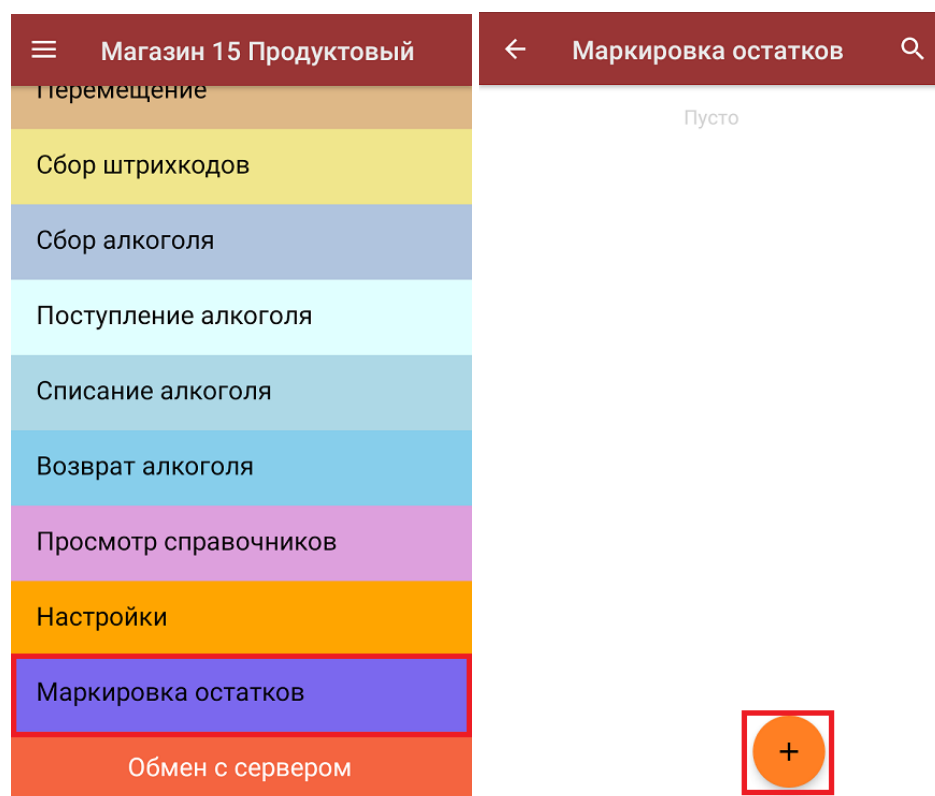 Магазин 15 Продуктовый
Перемещение
Сбор штрихкодов
Сбор алкоголя
Поступление алкоголя
Списание алкоголя
Возврат алкоголя
Просмотр справочников
Настройки
Маркировка остатков
Обмен с сервером
Маркировка остатков
Пусто
+